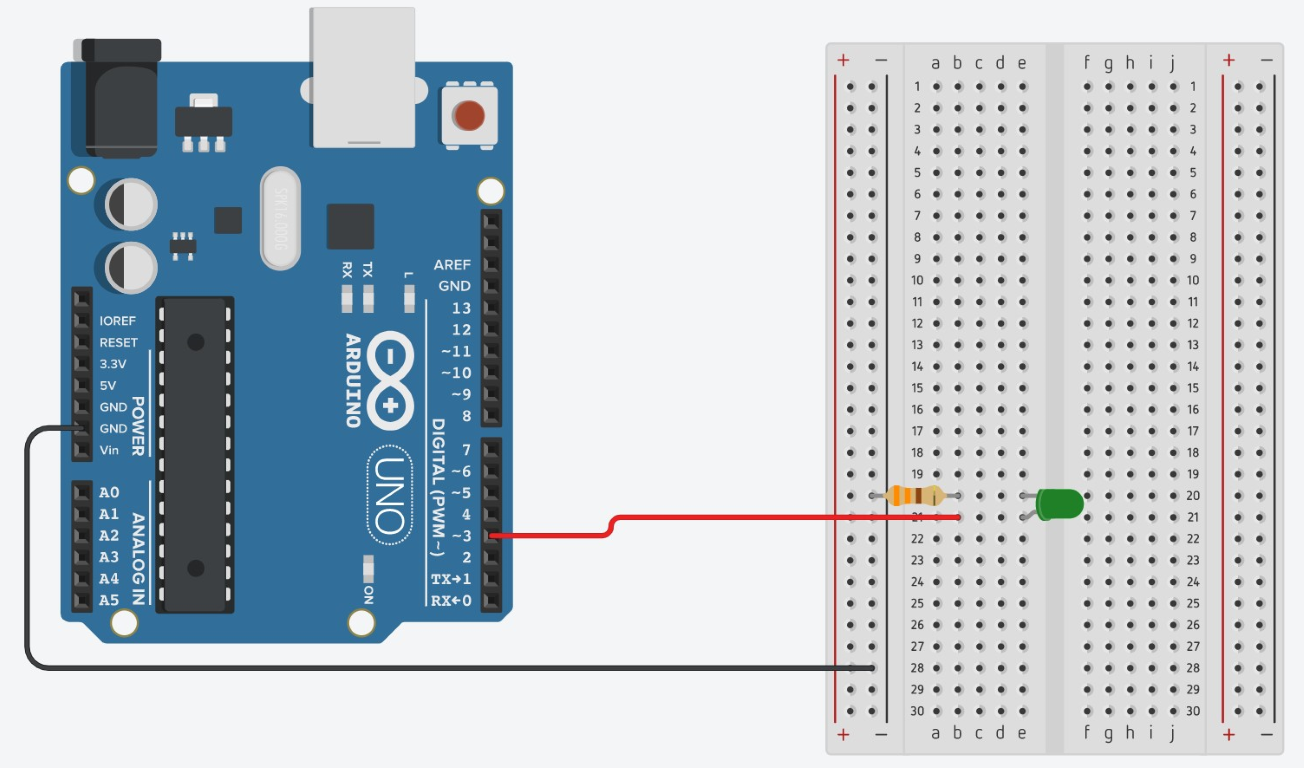 SPK16.000G
RX
TX
L
AREF
GND
13
12
~11
~10
~9
8
7
~6
~5
4
~3
2
TX→1
RX←0
DIGITAL (PWM~)
IOREF
RESET
3.3V
5V
GND
GND
Vin
POWER
A0
A1
A2
A3
A4
A5
ANALOG IN
ARDUINO
UNO
ON
+ − a b c d e f g h i j + −
1 1
2 2
3 3
4 4
5 5
6 6
7 7
8 8
9 9
10 10
11 11
12 12
13 13
14 14
15 15
16 16
17 17
18 18
19 19
20 20
21 21
22 22
23 23
24 24
25 25
26 26
27 27
28 28
29 29
30 30
+ − a b c d e f g h i j + −